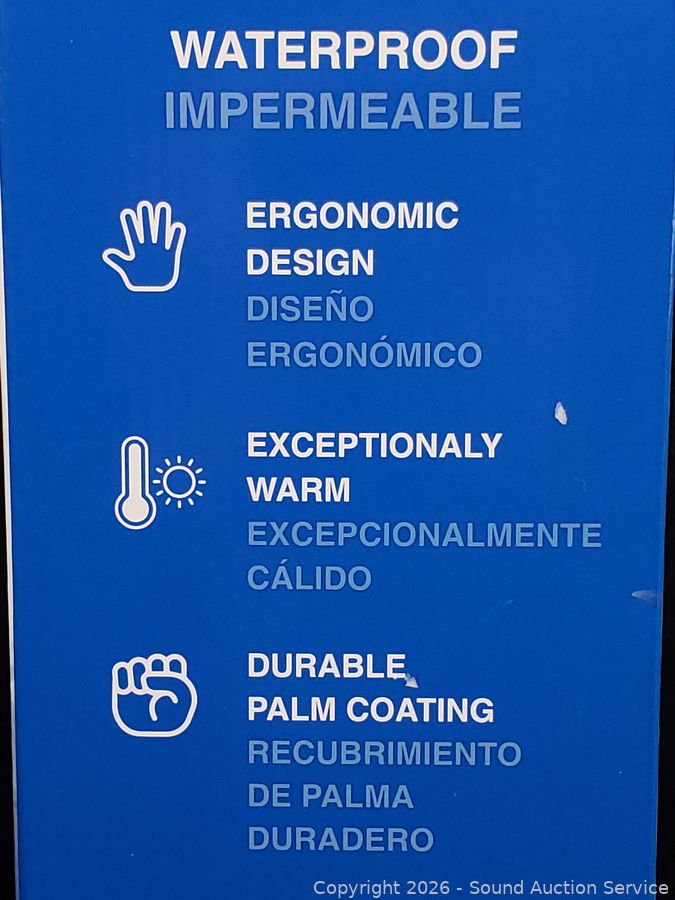 WATERPROOF
IMPERMEABLE
ERGONOMIC
DESIGN
DISEÑO
ERGONÓMICO
EXCEPTIONALY
WARM
EXCEPCIONALMENTE
CÁLIDO
DURABLE
PALM COATING
RECUBRIMIENTO
DE PALMA
DURADERO
Copyright 2026 - Sound Auction Service